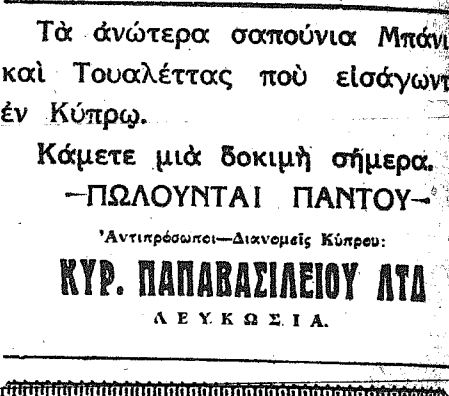 Τὰ ἀνώτερα σαπούνια Μπάνι
καὶ Τουαλέττας ποὺ εἰσάγωντ
ἐν Κύπρῳ.
Κάμετε μιὰ δοκιμὴ σήμερα.
—ΠΩΛΟΥΝΤΑΙ ΠΑΝΤΟΥ—
Ἀντιπρόσωποι—Διανομεῖς Κύπρου:
ΚΥΡ. ΠΑΠΑΒΑΣΙΛΕΙΟΥ ΛΤΔ
ΛΕΥΚΩΣΙΑ.